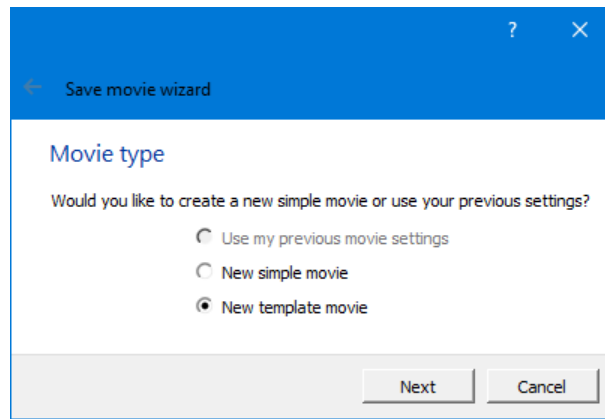 ?
Save movie wizard
Movie type
Would you like to create a new simple movie or use your previous settings?
Use my previous movie settings
New simple movie
New template movie
Next Cancel